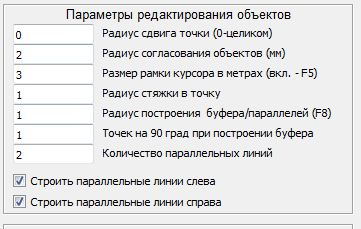 Параметры редактирования объектов
0 Радиус сдвига точки (0-целиком)
2 Радиус согласования объектов (мм)
3 Размер рамки курсора в метрах (вкл. - F5)
1 Радиус стяжки в точку
1 Радиус построения буфера/параллелей (F8)
1 Точек на 90 град при построении буфера
2 Количество параллельных линий
Строить параллельные линии слева
Строить параллельные линии справа